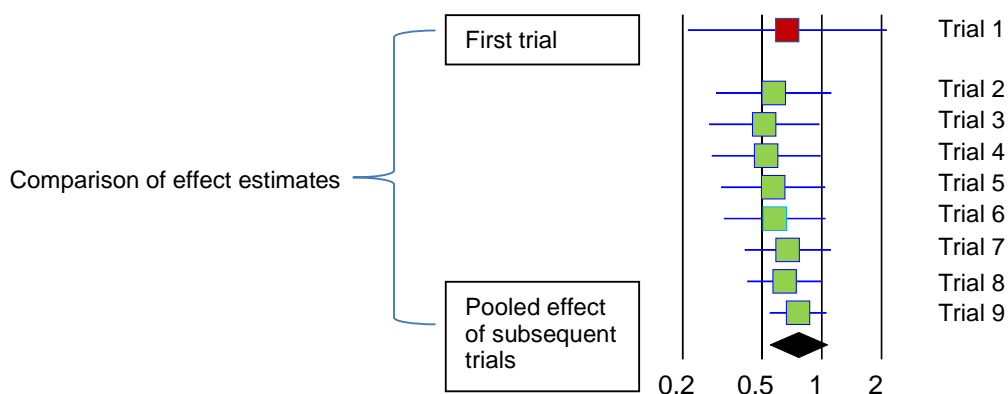 First trial
Trial 1
Trial 2
Trial 3
Trial 4
Comparison of effect estimates
Trial 5
Trial 6
Trial 7
Trial 8
Pooled effect
of subsequent
trials
Trial 9
0.2 0.5 1 2